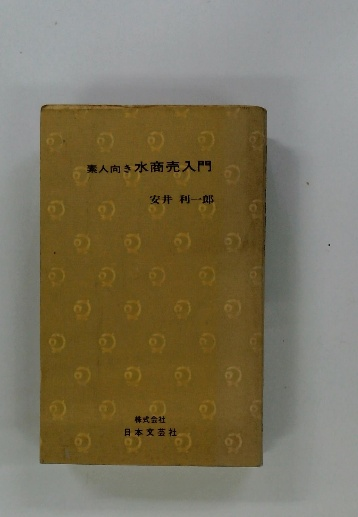 素人向き水商売入門
安井 利一郎
株式会社
日本文芸社